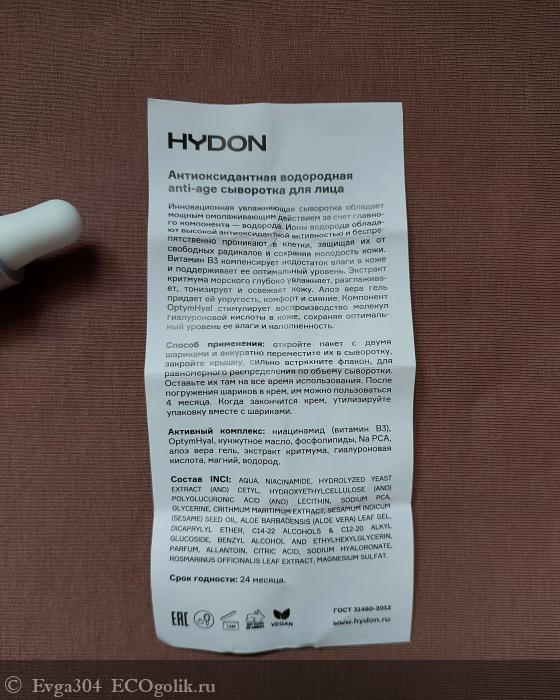 HYDON
Антиоксидантная водородная
anti-age сыворотка для лица
Инновационная увлажняющая сыворотка обладает
мощным омолаживающим действием за счет главно-
го компонента — водорода. Ионы водорода облада-
ют высокой антиоксидантной активностью и беспре-
пятственно проникают в клетки, защищая их от
свободных радикалов и сохраняя молодость кожи.
Витамин В3 компенсирует недостаток влаги в коже
и поддерживает ее оптимальный уровень. Экстракт
критмума морского глубоко увлажняет, разглажива-
ет, тонизирует и освежает кожу. Алоэ вера гель
придает ей упругость, комфорт и сияние. Компонент
OptymHyal стимулирует воспроизводство молекул
гиалуроновой кислоты в коже, сохраняя оптималь-
ный уровень ее влаги и наполненность.
Способ применения: откройте пакет с двумя
шариками и аккуратно переместите их в сыворотку,
закройте крышку, сильно встряхните флакон, для
равномерного распределения по объему сыворотки.
Оставьте их там на все время использования. После
погружения шариков в крем, им можно пользоваться
4 месяца. Когда закончится крем, утилизируйте
упаковку вместе с шариками.
Активный комплекс: ниацинамид (витамин В3),
OptymHyal, кунжутное масло, фосфолипиды, Na PCA,
алоэ вера гель, экстракт критмума, гиалуроновая
кислота, магний, водород.
Состав INCI: AQUA, NIACINAMIDE, HYDROLYZED YEAST
EXTRACT (AND) CETYL, HYDROXYETHYLCELLULOSE (AND)
POLYGLUCURONIC ACID (AND) LECITHIN, SODIUM PCA,
GLYCERINE, CRITHMUM MARITIMUM EXTRACT, SESAMUM INDICUM
(SESAME) SEED OIL, ALOE BARBADENSIS (ALOE VERA) LEAF GEL,
DICAPRYLYL ETHER, C14-22 ALCOHOLS & C12-20 ALKYL
GLUCOSIDE, BENZYL ALCOHOL AND ETHYLHEXYLGLYCERIN,
PARFUM, ALLANTOIN, CITRIC ACID, SODIUM HYALURONATE,
ROSMARINUS OFFICINALIS LEAF EXTRACT, MAGNESIUM SULFAT.
Срок годности: 24 месяца.
EAC
12M
VEGAN
ГОСТ 31460-2012
www.hydon.ru
© Evga304 ECOgolik.ru